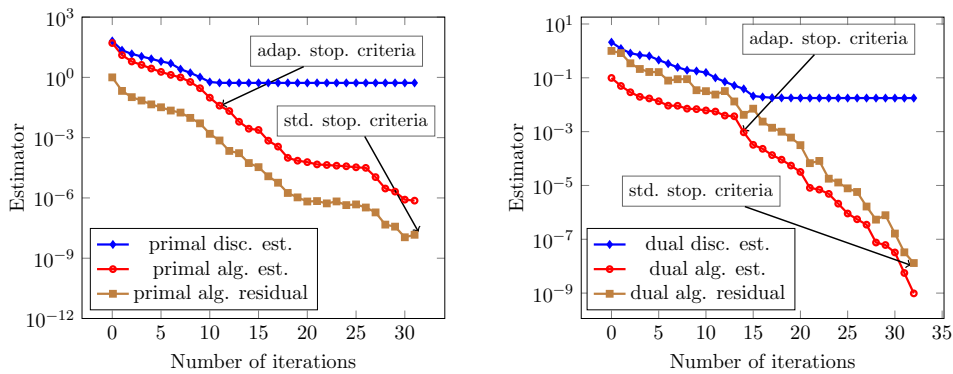 10^3
10^0
10^−3
10^−6
10^−9
10^−12
Estimator
adap. stop. criteria
std. stop. criteria
primal disc. est.
primal alg. est.
primal alg. residual
0 5 10 15 20 25 30
Number of iterations
10^1
10^−1
10^−3
10^−5
10^−7
10^−9
Estimator
adap. stop. criteria
std. stop. criteria
dual disc. est.
dual alg. est.
dual alg. residual
0 5 10 15 20 25 30 35
Number of iterations